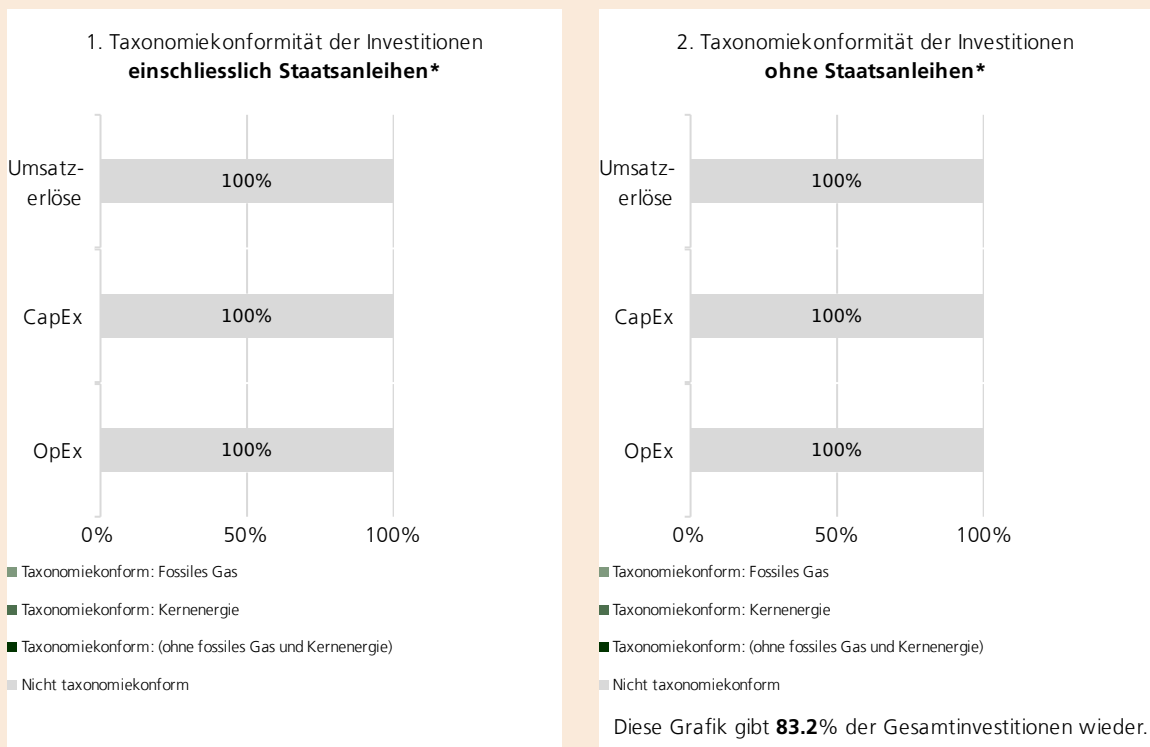 1. Taxonomiekonformität der Investitionen
einschliesslich Staatsanleihen*
Umsatz-
erlöse
100%
CapEx
100%
OpEx
100%
0% 50% 100%
Taxonomiekonform: Fossiles Gas
Taxonomiekonform: Kernenergie
Taxonomiekonform: (ohne fossiles Gas und Kernenergie)
Nicht taxonomiekonform
2. Taxonomiekonformität der Investitionen
ohne Staatsanleihen*
Umsatz-
erlöse
100%
CapEx
100%
OpEx
100%
0% 50% 100%
Taxonomiekonform: Fossiles Gas
Taxonomiekonform: Kernenergie
Taxonomiekonform: (ohne fossiles Gas und Kernenergie)
Nicht taxonomiekonform
Diese Grafik gibt 83.2% der Gesamtinvestitionen wieder.